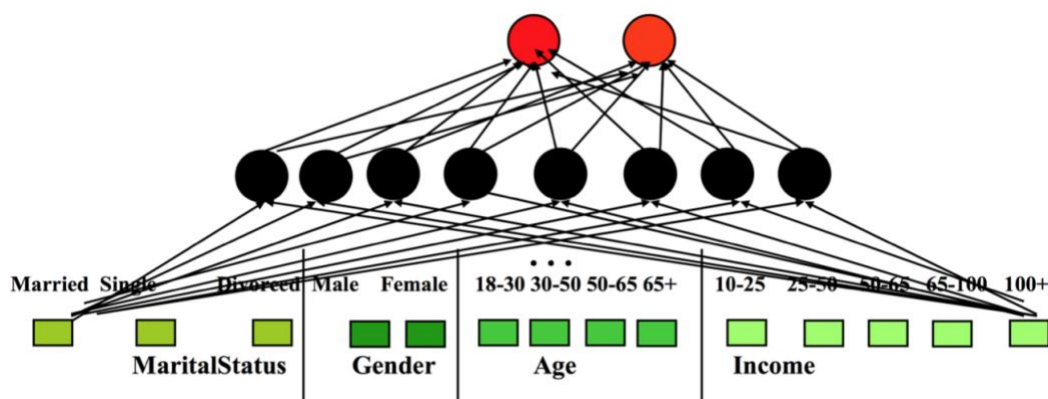 ...
Married Single Divorced Male Female 18-30 30-50 50-65 65+ 10-25 25-50 50-65 65-100 100+
MaritalStatus Gender Age Income